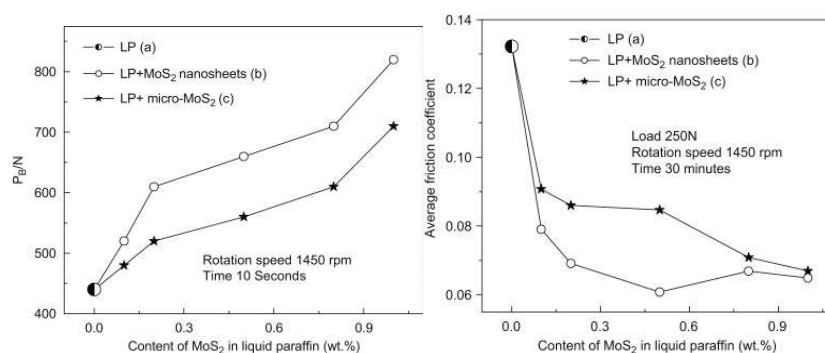 LP (a)
LP+MoS₂ nanosheets (b)
LP+ micro-MoS₂ (c)
P_B/N
800
700
600
500
400
Rotation speed 1450 rpm
Time 10 Seconds
0.0 0.3 0.6 0.9
Content of MoS₂ in liquid paraffin (wt.%)
Average friction coefficient
0.14
0.13
0.12
0.10
0.08
0.06
LP (a)
LP+MoS₂ nanosheets (b)
LP+ micro-MoS₂ (c)
Load 250N
Rotation speed 1450 rpm
Time 30 minutes
0.0 0.3 0.6 0.9
Content of MoS₂ in liquid paraffin (wt.%)